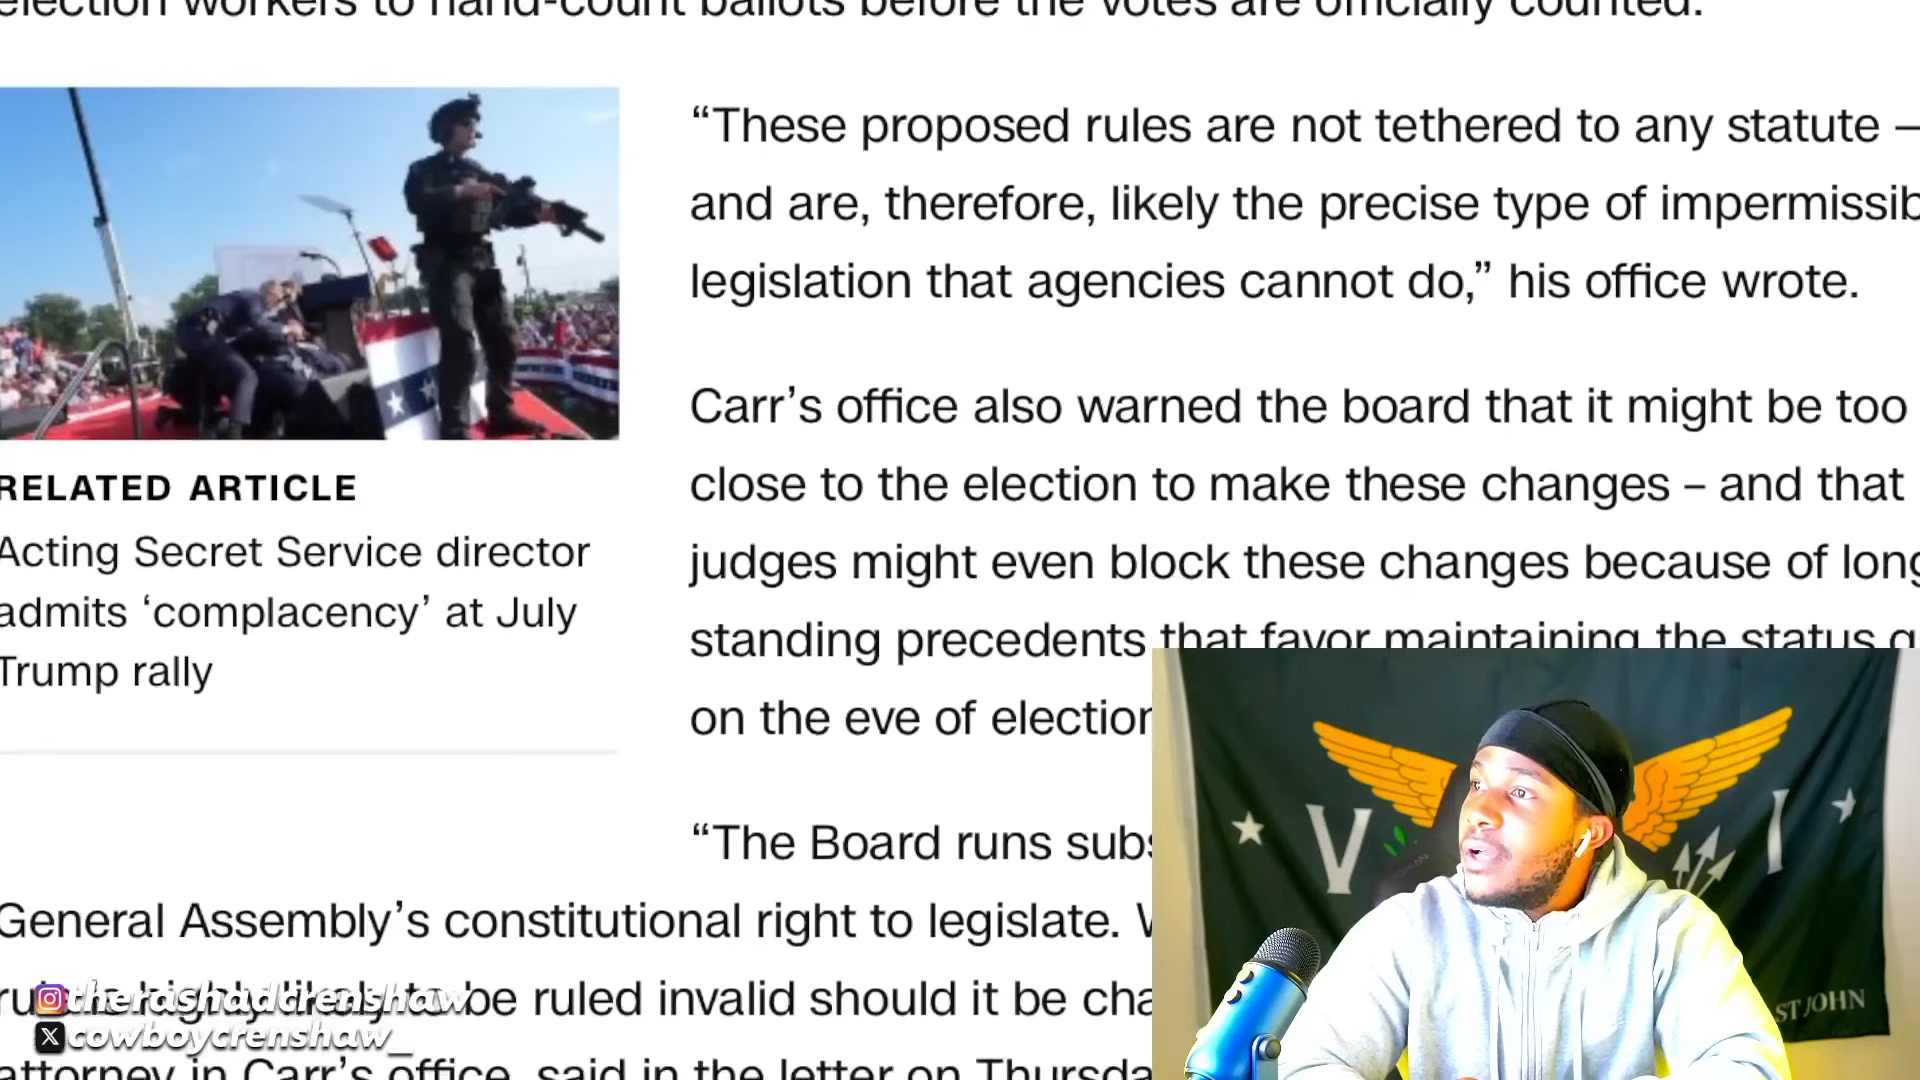 election workers to hand-count ballots before the votes are officially counted.
“These proposed rules are not tethered to any statute —
and are, therefore, likely the precise type of impermissib
legislation that agencies cannot do,” his office wrote.
Carr’s office also warned the board that it might be too
close to the election to make these changes – and that
judges might even block these changes because of long
standing precedents that favor maintaining the status q
on the eve of election
RELATED ARTICLE
Acting Secret Service director
admits ‘complacency’ at July
Trump rally
“The Board runs subs
General Assembly’s constitutional right to legislate. W
highly likely to be ruled invalid should it be cha
attorney in Carr’s office, said in the letter on Thursda
therashadcrenshaw
cowboycrenshaw_
V I
ST JOHN